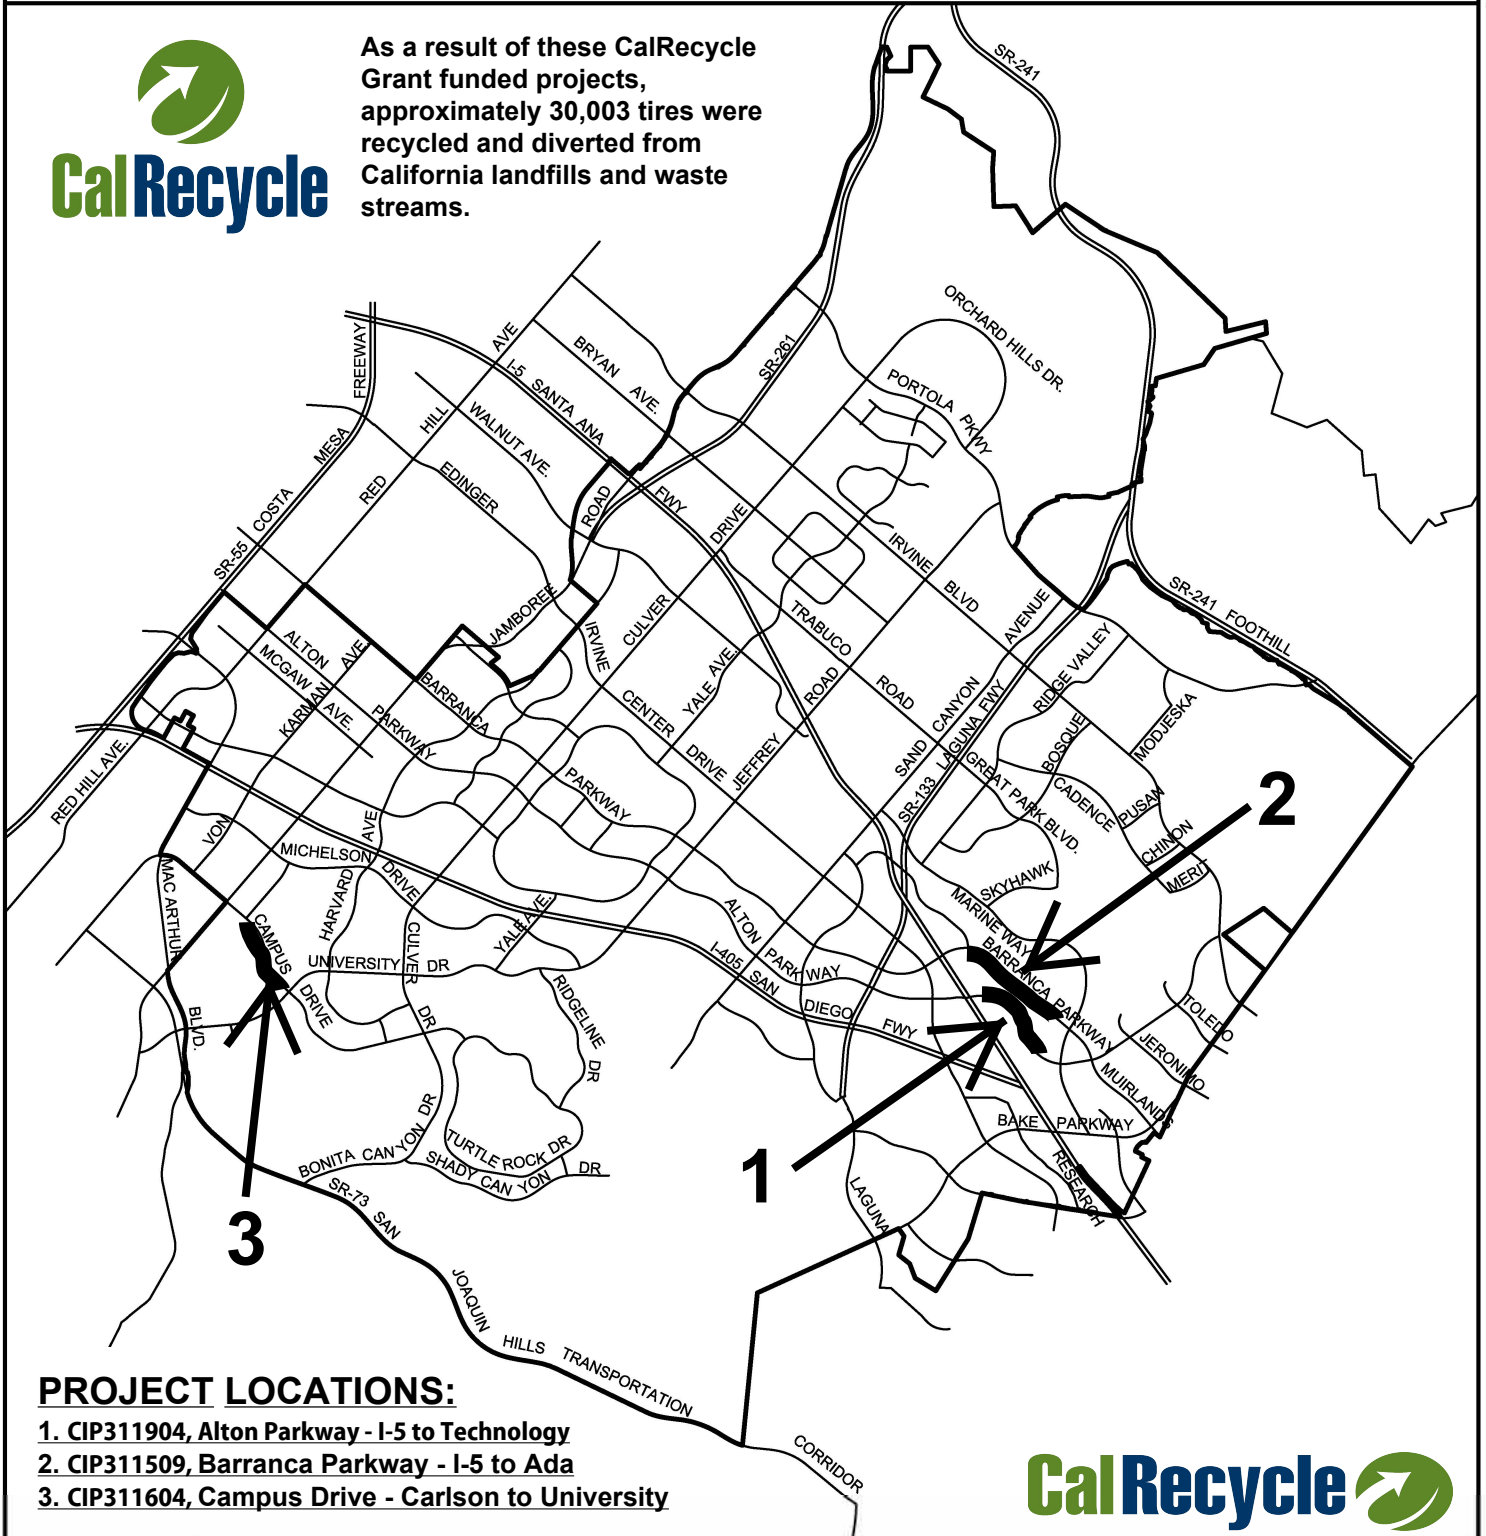 CalRecycle
As a result of these CalRecycle
Grant funded projects,
approximately 30,003 tires were
recycled and diverted from
California landfills and waste
streams.
SR-241
ORCHARD HILLS DR.
SR-261
PORTOLA PKWY
FREEWAY
MESA
COSTA
SR-55
AVE
HILL
RED
I-5 SANTA ANA
FWY
BRYAN AVE.
WALNUT AVE.
EDINGER
ROAD
JAMBOREE
DRIVE
CULVER
IRVINE
CENTER
DRIVE
IRVINE
BLVD
TRABUCO
ROAD
AVENUE
CANYON
SAND
SR-241 FOOTHILL
RIDGE VALLEY
MODJESKA
BOSQUE
LAGUNA FWY
SR-133
GREAT PARK BLVD.
CADENCE
PUSAN
CHINON
MERIT
SKYHAWK
MARINE WAY
BARRANCA PARKWAY
2
ALTON
PARKWAY
MCGAW AVE.
AVE.
KARMAN
VON
BARRANCA
PARKWAY
YALE AVE.
ROAD
JEFFREY
RED HILL AVE.
MICHELSON
DRIVE
AVE
HARVARD
CULVER
DR
YALE AVE.
MAC ARTHUR
BLVD.
CAMPUS
DRIVE
UNIVERSITY DR
RIDGELINE
DR
ALTON
PARKWAY
I-405 SAN
DIEGO
FWY
TOLEDO
JERONIMO
MUIRLANDS
BAKE PARKWAY
RESEARCH
LAGUNA
1
BONITA CANYON DR
TURTLE ROCK DR
SHADY CANYON DR
3
SR-73 SAN
JOAQUIN
HILLS TRANSPORTATION
CORRIDOR
PROJECT LOCATIONS:
1. CIP311904, Alton Parkway - I-5 to Technology
2. CIP311509, Barranca Parkway - I-5 to Ada
3. CIP311604, Campus Drive - Carlson to University
CalRecycle